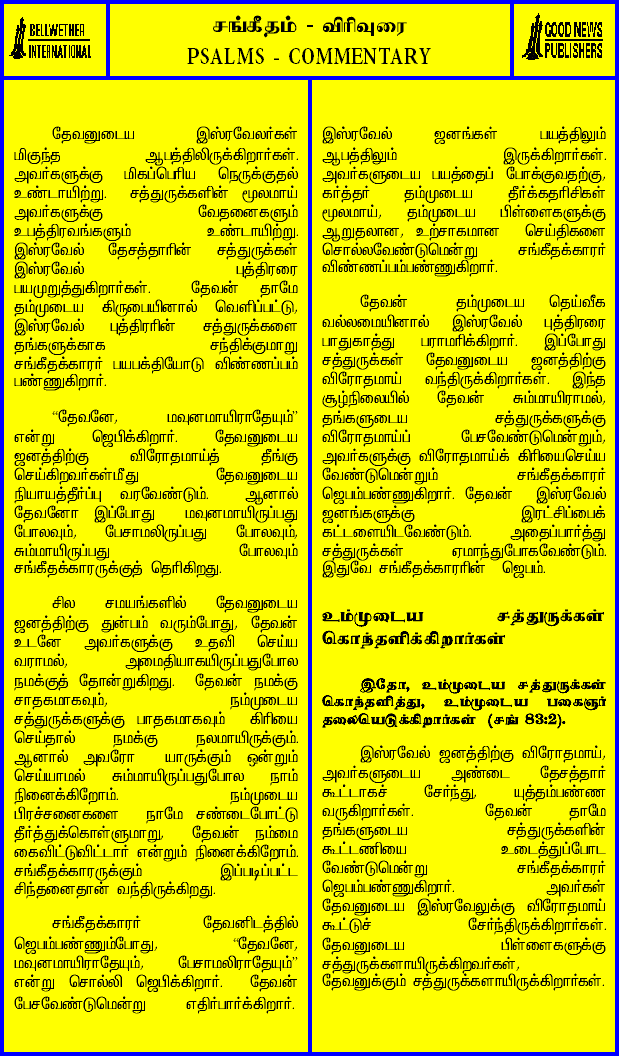 BELLWETHER
INTERNATIONAL
சங்கீதம் - விரிவுரை
PSALMS - COMMENTARY
GOOD NEWS
PUBLISHERS
தேவனுடைய இஸ்ரவேலர்கள்
மிகுந்த ஆபத்திலிருக்கிறார்கள்.
அவர்களுக்கு மிகப்பெரிய நெருக்குதல்
உண்டாயிற்று. சத்துருக்களின் மூலமாய்
அவர்களுக்கு வேதனைகளும்
உபத்திரவங்களும் உண்டாயிற்று.
இஸ்ரவேல் தேசத்தாரின் சத்துருக்கள்
இஸ்ரவேல் புத்திரரை
பயமுறுத்துகிறார்கள். தேவன் தாமே
தம்முடைய கிருபையினால் வெளிப்பட்டு,
இஸ்ரவேல் புத்திரரின் சத்துருக்களை
தங்களுக்காக சந்திக்குமாறு
சங்கீதக்காரர் பயபக்தியோடு விண்ணப்பம்
பண்ணுகிறார்.
“தேவனே, மவுனமாயிராதேயும்”
என்று ஜெபிக்கிறார். தேவனுடைய
ஜனத்திற்கு விரோதமாய்த் தீங்கு
செய்கிறவர்கள்மீது தேவனுடைய
நியாயத்தீர்ப்பு வரவேண்டும். ஆனால்
தேவனோ இப்போது மவுனமாயிருப்பது
போலவும், பேசாமலிருப்பது போலவும்,
சும்மாயிருப்பது போலவும்
சங்கீதக்காரருக்குத் தெரிகிறது.
சில சமயங்களில் தேவனுடைய
ஜனத்திற்கு துன்பம் வரும்போது, தேவன்
உடனே அவர்களுக்கு உதவி செய்ய
வராமல், அமைதியாகயிருப்பதுபோல
நமக்குத் தோன்றுகிறது. தேவன் நமக்கு
சாதகமாகவும், நம்முடைய
சத்துருக்களுக்கு பாதகமாகவும் கிரியை
செய்தால் நமக்கு நலமாயிருக்கும்.
ஆனால் அவரோ யாருக்கும் ஒன்றும்
செய்யாமல் சும்மாயிருப்பதுபோல நாம்
நினைக்கிறோம். நம்முடைய
பிரச்சனைகளை நாமே சண்டைபோட்டு
தீர்த்துக்கொள்ளுமாறு, தேவன் நம்மை
கைவிட்டுவிட்டார் என்றும் நினைக்கிறோம்.
சங்கீதக்காரருக்கும் இப்படிப்பட்ட
சிந்தனைதான் வந்திருக்கிறது.
சங்கீதக்காரர் தேவனிடத்தில்
ஜெபம்பண்ணும்போது, “தேவனே,
மவுனமாயிராதேயும், பேசாமலிராதேயும்”
என்று சொல்லி ஜெபிக்கிறார். தேவன்
பேசவேண்டுமென்று எதிர்பார்க்கிறார்.
இஸ்ரவேல் ஜனங்கள் பயத்திலும்
ஆபத்திலும் இருக்கிறார்கள்.
அவர்களுடைய பயத்தைப் போக்குவதற்கு,
கர்த்தர் தம்முடைய தீர்க்கதரிசிகள்
மூலமாய், தம்முடைய பிள்ளைகளுக்கு
ஆறுதலான, உற்சாகமான செய்திகளை
சொல்லவேண்டுமென்று சங்கீதக்காரர்
விண்ணப்பம்பண்ணுகிறார்.
தேவன் தம்முடைய தெய்வீக
வல்லமையினால் இஸ்ரவேல் புத்திரரை
பாதுகாத்து பராமரிக்கிறார். இப்போது
சத்துருக்கள் தேவனுடைய ஜனத்திற்கு
விரோதமாய் வந்திருக்கிறார்கள். இந்த
சூழ்நிலையில் தேவன் சும்மாயிராமல்,
தங்களுடைய சத்துருக்களுக்கு
விரோதமாய்ப் பேசவேண்டுமென்றும்,
அவர்களுக்கு விரோதமாய்க் கிரியைசெய்ய
வேண்டுமென்றும் சங்கீதக்காரர்
ஜெபம்பண்ணுகிறார். தேவன் இஸ்ரவேல்
ஜனங்களுக்கு இரட்சிப்பைக்
கட்டளையிடவேண்டும். அதைப்பார்த்து
சத்துருக்கள் ஏமாந்துபோகவேண்டும்.
இதுவே சங்கீதக்காரரின் ஜெபம்.
உம்முடைய சத்துருக்கள்
கொந்தளிக்கிறார்கள்
இதோ, உம்முடைய சத்துருக்கள்
கொந்தளித்து, உம்முடைய பகைஞர்
தலையெடுக்கிறார்கள் (சங் 83:2).
இஸ்ரவேல் ஜனத்திற்கு விரோதமாய்,
அவர்களுடைய அண்டை தேசத்தார்
கூட்டாகச் சேர்ந்து, யுத்தம்பண்ண
வருகிறார்கள். தேவன் தாமே
தங்களுடைய சத்துருக்களின்
கூட்டணியை உடைத்துப்போட
வேண்டுமென்று சங்கீதக்காரர்
ஜெபம்பண்ணுகிறார். அவர்கள்
தேவனுடைய இஸ்ரவேலுக்கு விரோதமாய்
கூட்டுச் சேர்ந்திருக்கிறார்கள்.
தேவனுடைய பிள்ளைகளுக்கு
சத்துருக்களாயிருக்கிறவர்கள்,
தேவனுக்கும் சத்துருக்களாயிருக்கிறார்கள்.